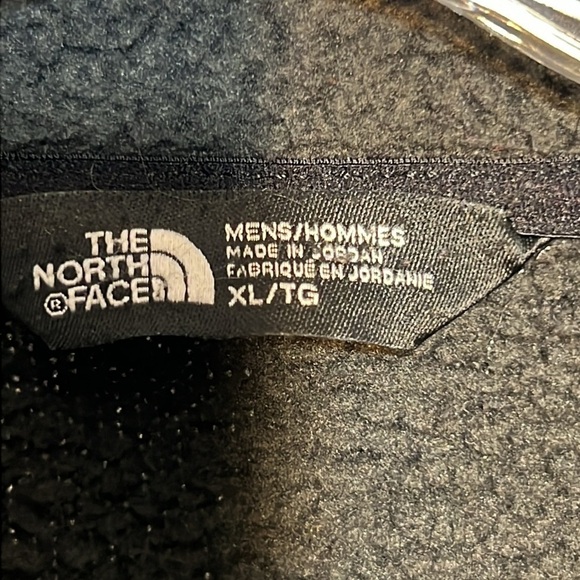 THE
NORTH
® FACE
MENS/HOMMES
MADE IN JORDAN
FABRIQUE EN JORDANIE
XL/TG